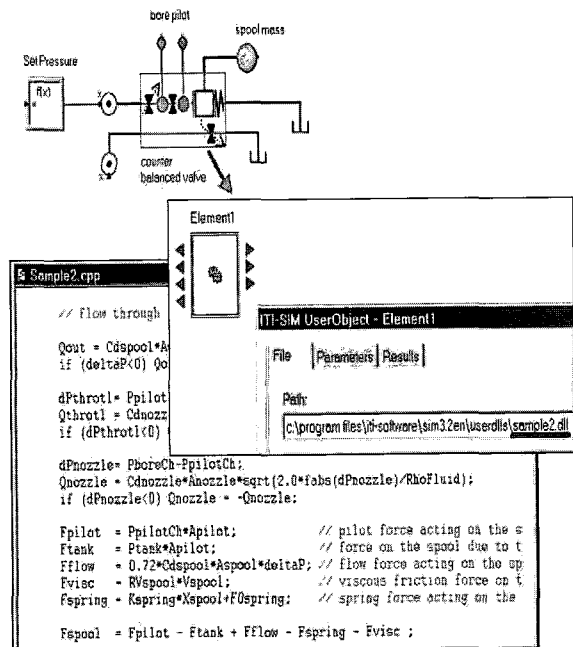 bore pilot
spool mass
Set Pressure
f(x)
x
x
counter
balanced valve
Element1
Sample2.cpp
// flow through
Qout = Cdspool*A
if (deltaP<0) Qo
dPthrotl= Ppilot
Qthrotl = Cdnozz
if (dPthrotl<0)
ITI-SIM UserObject - Element1
File Parameters Results
Path:
c:\program files\iti-software\sim3.2en\userdlls\sample2.dll
dPnozzle= PboreCh-PpilotCh;
Qnozzle = Cdnozzle*Anozzle*sqrt(2.0*fabs(dPnozzle)/RhoFluid);
if (dPnozzle<0) Qnozzle = -Qnozzle;
Fpilot = PpilotCh*Apilot; // pilot force acting on the s
Ftank = Ptank*Apilot; // force on the spool due to t
Fflow = 0.72*Cdspool*Aspool*deltaP; // flow force acting on the sp
Fvisc = RVspool*Vspool; // viscous friction force on t
Fspring = Kspring*Xspool+F0spring; // spring force acting on the
Fspool = Fpilot - Ftank + Fflow - Fspring - Fvisc ;